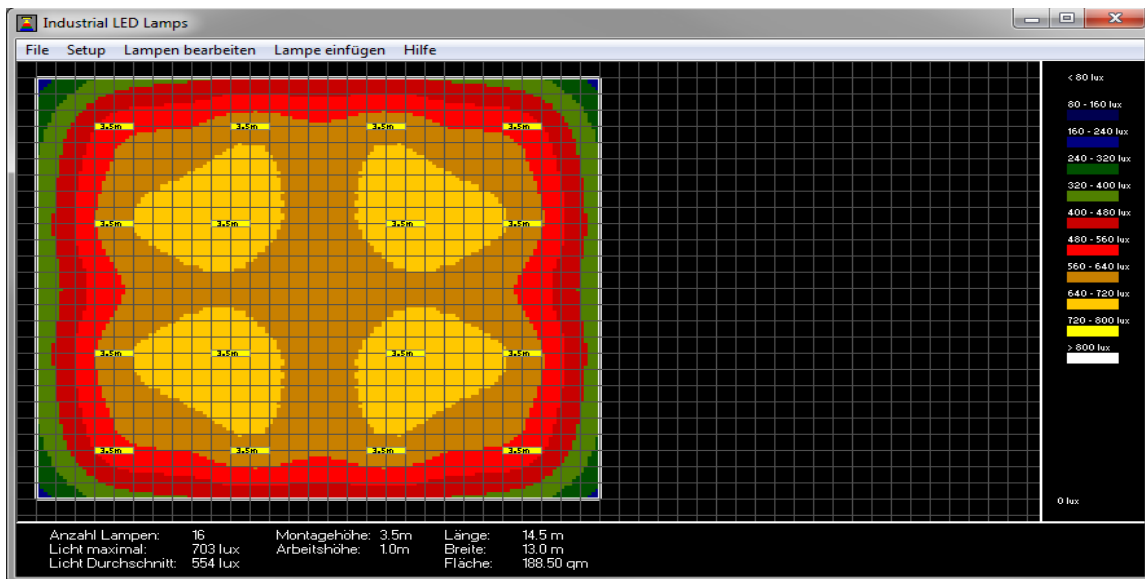 Industrial LED Lamps
File Setup Lampen bearbeiten Lampe einfügen Hilfe
< 80 lux
80 - 160 lux
160 - 240 lux
240 - 320 lux
320 - 400 lux
400 - 480 lux
480 - 560 lux
560 - 640 lux
640 - 720 lux
720 - 800 lux
> 800 lux
0 lux
3.5m 3.5m 3.5m 3.5m
3.5m 3.5m 3.5m 3.5m
3.5m 3.5m 3.5m 3.5m
3.5m 3.5m 3.5m 3.5m
Anzahl Lampen: 16 Montagehöhe: 3.5m Länge: 14.5 m
Licht maximal: 703 lux Arbeitshöhe: 1.0m Breite: 13.0 m
Licht Durchschnitt: 554 lux Fläche: 188.50 qm